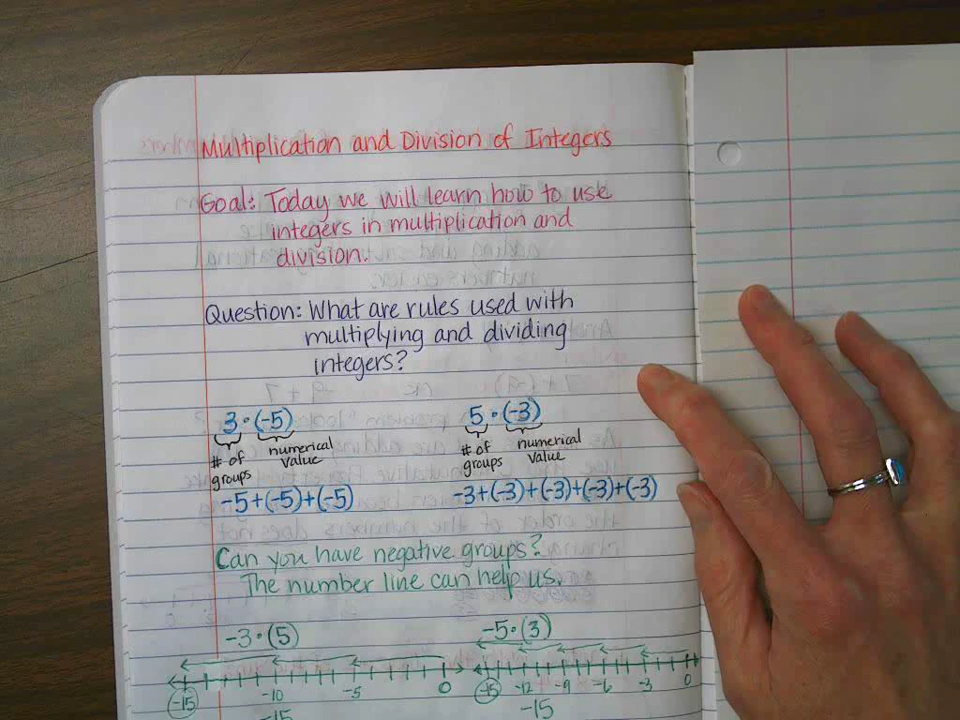 Multiplication and Division of Integers
Goal: Today we will learn how to use
integers in multiplication and
division.
Question: What are rules used with
multiplying and dividing
integers?
3 · (-5)
# of
groups
numerical
value
-5+(-5)+(-5)
5 · (-3)
# of
groups
numerical
value
-3+(-3)+(-3)+(-3)+(-3)
Can you have negative groups?
The number line can help us.
-3 · (5)
-15 -10 -5 0
-15
-5 · (3)
-15 -12 -9 -6 -3 0
-15